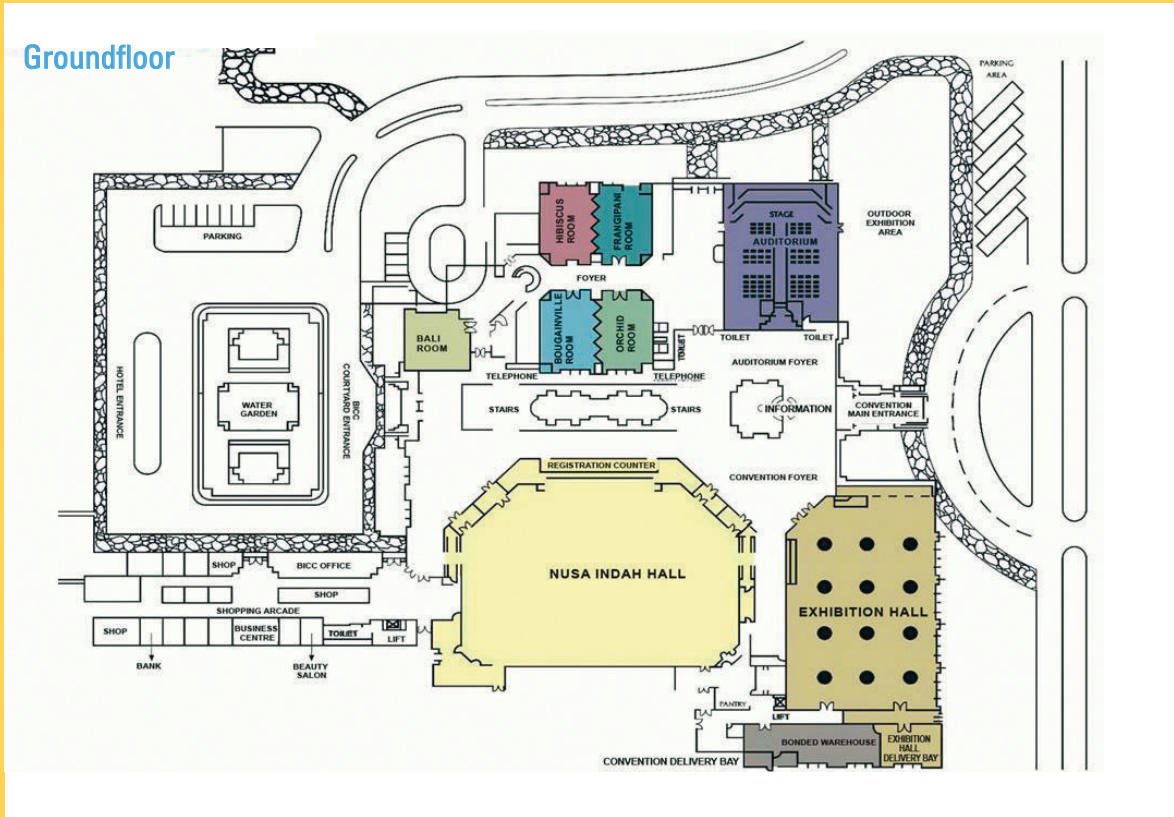 Groundfloor
PARKING
AREA
HIBISCUS
ROOM
FRANGIPANI
ROOM
STAGE
AUDITORIUM
OUTDOOR
EXHIBITION
AREA
PARKING
FOYER
BOUGAINVILLE
ROOM
ORCHID
ROOM
TOILET
TOILET
TOILET
BALI
ROOM
AUDITORIUM FOYER
TELEPHONE
TELEPHONE
HOTEL ENTRANCE
WATER
GARDEN
BICC
COURTYARD ENTRANCE
STAIRS
STAIRS
INFORMATION
CONVENTION
MAIN ENTRANCE
REGISTRATION COUNTER
CONVENTION FOYER
NUSA INDAH HALL
EXHIBITION HALL
SHOP
BICC OFFICE
SHOP
SHOPPING ARCADE
SHOP
BUSINESS
CENTRE
TOILET
LIFT
BANK
BEAUTY
SALON
PANTRY
LIFT
BONDED WAREHOUSE
EXHIBITION
HALL
DELIVERY BAY
CONVENTION DELIVERY BAY